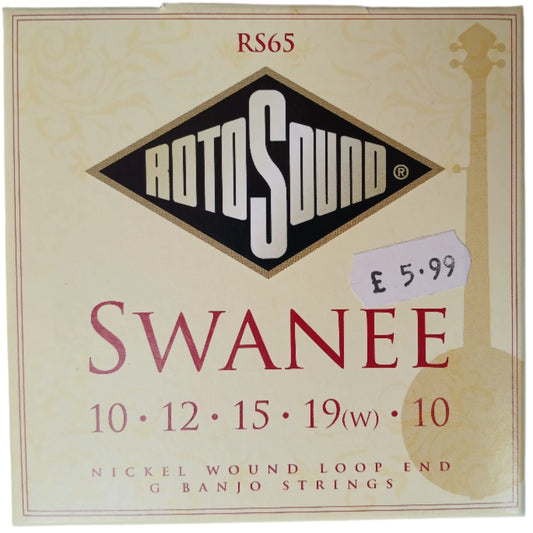 RS65
ROTOSOUND®
£ 5.99
SWANEE
10 • 12 • 15 • 19(W) • 10
NICKEL WOUND LOOP END
G BANJO STRINGS